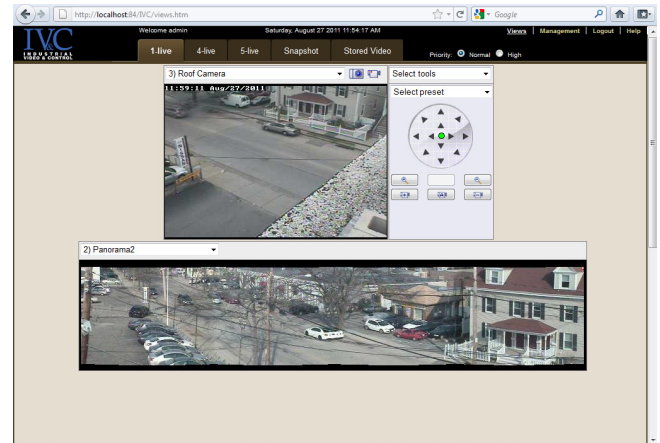 http://localhost:84/IVC/views.htm
Google
IVC
INDUSTRIAL
VIDEO & CONTROL
Welcome admin
Saturday, August 27 2011 11:54:17 AM
Views | Management | Logout | Help
1-live
4-live
5-live
Snapshot
Stored Video
Priority: Normal High
3) Roof Camera
Select tools
11:59:11 Aug/27/2011
Select preset
2) Panorama2